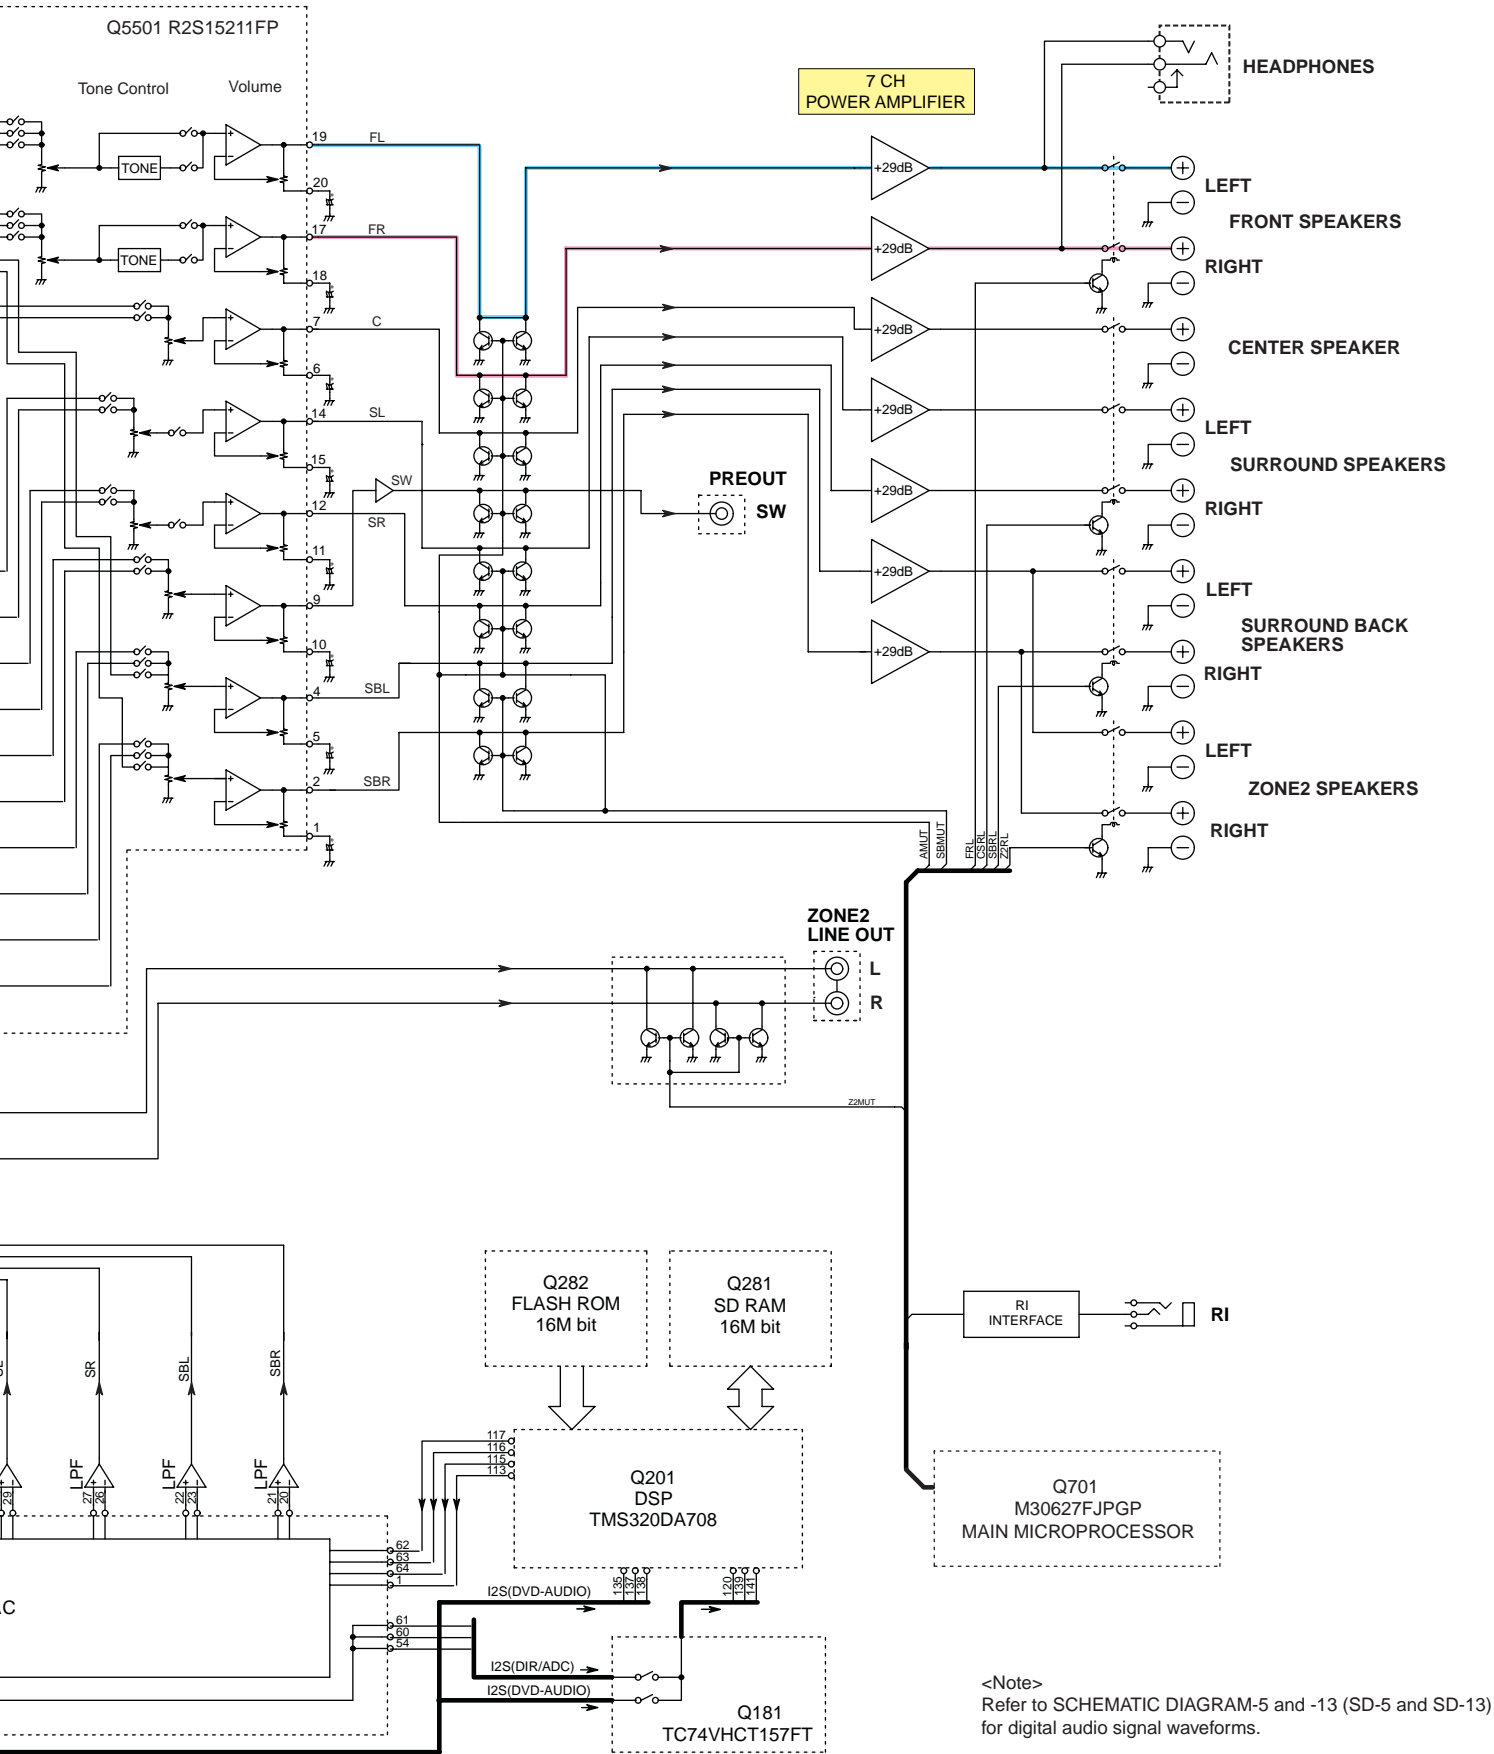 Q5501 R2S15211FP
Tone Control
Volume
7 CH
POWER AMPLIFIER
HEADPHONES
19
FL
TONE
20
+29dB
LEFT
FRONT SPEAKERS
17
FR
TONE
18
+29dB
RIGHT
7
C
6
+29dB
CENTER SPEAKER
14
SL
15
+29dB
LEFT
SURROUND SPEAKERS
SW
PREOUT
SW
12
SR
11
+29dB
RIGHT
9
10
+29dB
LEFT
SURROUND BACK
SPEAKERS
4
SBL
5
+29dB
RIGHT
2
SBR
1
LEFT
ZONE2 SPEAKERS
RIGHT
AMUT
SBMUT
FRL
CSRL
SBRL
Z2RL
ZONE2
LINE OUT
L
R
Z2MUT
Q282
FLASH ROM
16M bit
Q281
SD RAM
16M bit
RI
INTERFACE
RI
SR
SBL
SBR
LPF
LPF
LPF
29
27
26
22
23
21
20
117
116
115
113
Q201
DSP
TMS320DA708
Q701
M30627FJPGP
MAIN MICROPROCESSOR
62
63
64
1
135
137
138
120
139
141
I2S(DVD-AUDIO)
61
60
54
I2S(DIR/ADC)
I2S(DVD-AUDIO)
Q181
TC74VHCT157FT
<Note>
Refer to SCHEMATIC DIAGRAM-5 and -13 (SD-5 and SD-13)
for digital audio signal waveforms.